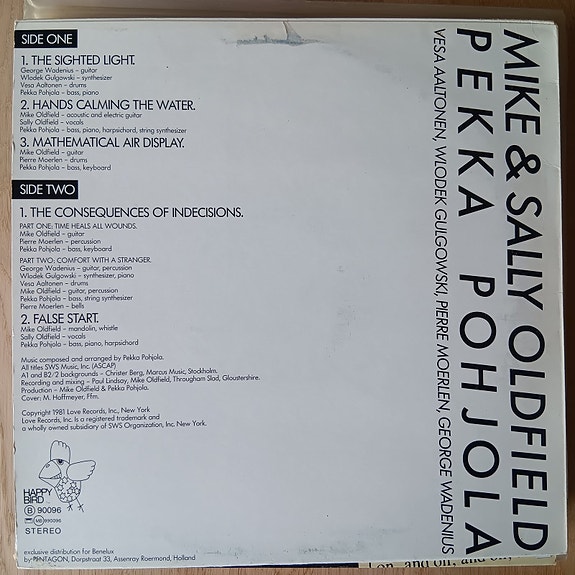 SIDE ONE
1. THE SIGHTED LIGHT.
George Wadenius – guitar
Wlodek Gulgowski – synthesizer
Vesa Aaltonen – drums
Pekka Pohjola – bass, piano
2. HANDS CALMING THE WATER.
Mike Oldfield – acoustic and electric guitar
Sally Oldfield – vocals
Pekka Pohjola – bass, piano, harpsichord, string synthesizer
3. MATHEMATICAL AIR DISPLAY.
Mike Oldfield – guitar
Pierre Moerlen – drums
Pekka Pohjola – bass, keyboard
SIDE TWO
1. THE CONSEQUENCES OF INDECISIONS.
PART ONE: TIME HEALS ALL WOUNDS.
Mike Oldfield – guitar
Pierre Moerlen – percussion
Pekka Pohjola – bass, keyboard
PART TWO: COMFORT WITH A STRANGER.
George Wadenius – guitar, percussion
Wlodek Gulgowski – synthesizer, piano
Vesa Aaltonen – drums
Mike Oldfield – guitar, percussion
Pekka Pohjola – bass, string synthesizer
Pierre Moerlen – bells
2. FALSE START.
Mike Oldfield – mandolin, whistle
Sally Oldfield – vocals
Pekka Pohjola – bass, piano, harpsichord
Music composed and arranged by Pekka Pohjola.
All titles SWS Music, Inc. (ASCAP)
A1 and B2/2 backgrounds – Christer Berg, Marcus Music, Stockholm.
Recording and mixing – Paul Lindsay, Mike Oldfield, Througham Slad, Gloustershire.
Production – Mike Oldfield & Pekka Pohjola.
Cover: M. Hoffmeyer, Ffm.
Copyright 1981 Love Records, Inc., New York
Love Records, Inc. is a registered trademark and
a wholly owned subsidiary of SWS Organization, Inc. New York.
HAPPY
BIRD
B 90096
MB 990096
STEREO
exclusive distribution for Benelux
by PENTAGON, Dorpstraat 33, Assenray Roermond, Holland
MIKE & SALLY OLDFIELD
PEKKA POHJOLA
VESA AALTONEN, WLODEK GULGOWSKI, PIERRE MOERLEN, GEORGE WADENIUS